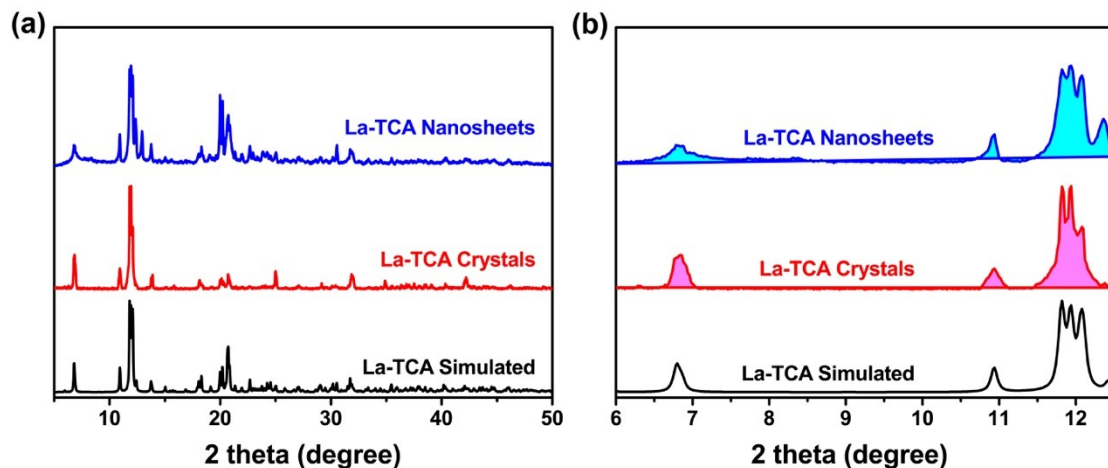 (a)
La-TCA Nanosheets
La-TCA Crystals
La-TCA Simulated
10 20 30 40 50
2 theta (degree)
(b)
La-TCA Nanosheets
La-TCA Crystals
La-TCA Simulated
6 7 8 9 10 11 12
2 theta (degree)